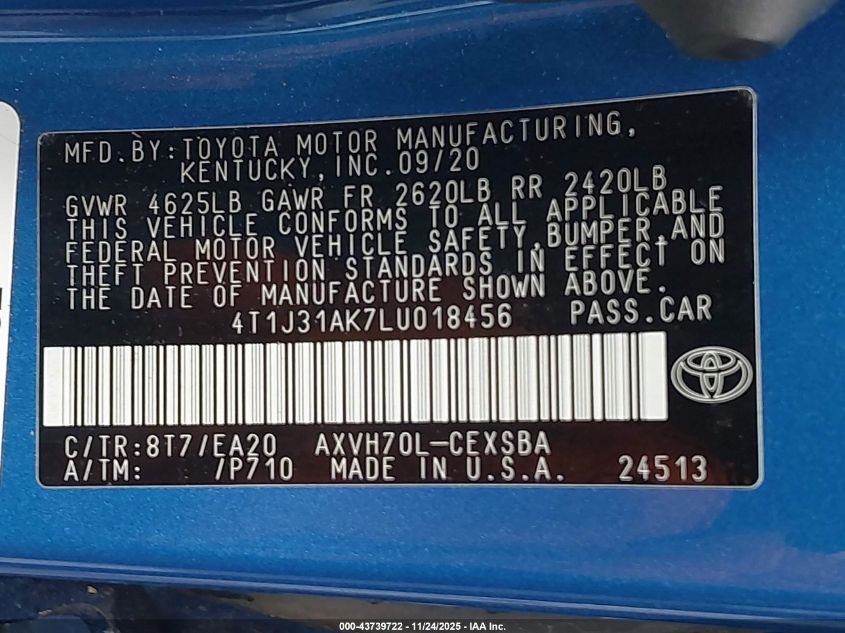 MFD.BY:TOYOTA MOTOR MANUFACTURING,
KENTUCKY,INC.09/20
GVWR 4625LB GAWR FR 2620LB RR 2420LB
THIS VEHICLE CONFORMS TO ALL APPLICABLE
FEDERAL MOTOR VEHICLE SAFETY,BUMPER,AND
THEFT PREVENTION STANDARDS IN EFFECT ON
THE DATE OF MANUFACTURE SHOWN ABOVE.
4T1J31AK7LU018456 PASS.CAR
C/TR:8T7/EA20 AXVH70L-CEXSBA
A/TM: /P710 MADE IN U.S.A. 24513
000-43739722 - 11/24/2025 - IAA Inc.